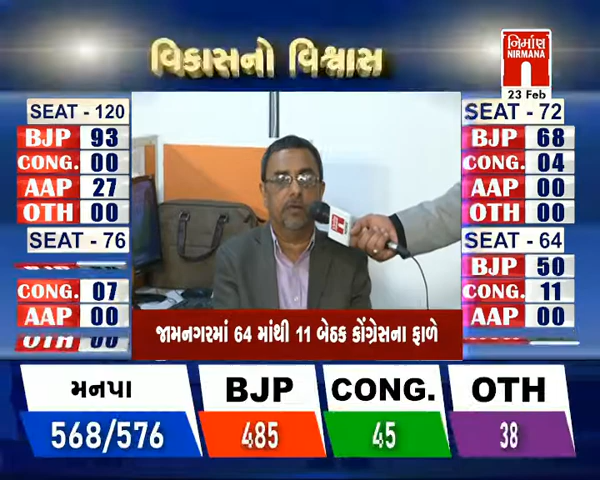 વિકાસનો વિશ્વાસ
નિર્માણ
NIRMANA
23 Feb
SEAT - 120
BJP 93
CONG. 00
AAP 27
OTH 00
SEAT - 76
CONG. 07
AAP 00
OTH 00
SEAT - 72
BJP 68
CONG. 04
AAP 00
OTH 00
SEAT - 64
BJP 50
CONG. 11
AAP 00
જામનગરમાં 64 માંથી 11 બેઠક કોંગ્રેસના ફાળે
મનપા BJP CONG. OTH
568/576 485 45 38